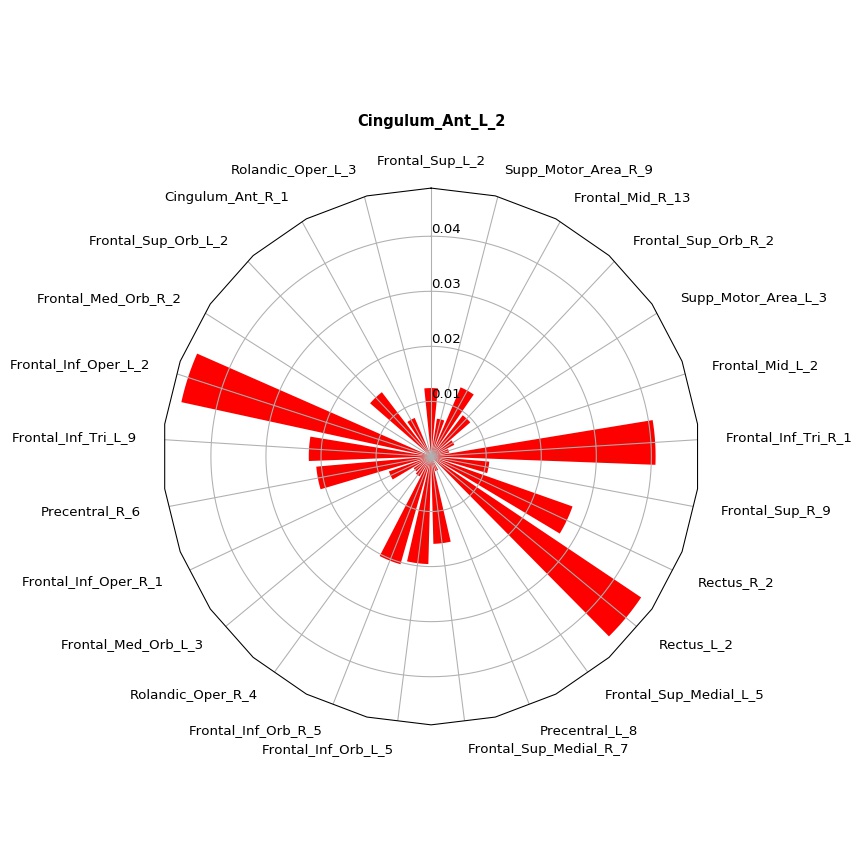 Cingulum_Ant_L_2
Frontal_Sup_L_2
Rolandic_Oper_L_3
Supp_Motor_Area_R_9
Cingulum_Ant_R_1
Frontal_Mid_R_13
Frontal_Sup_Orb_L_2
Frontal_Sup_Orb_R_2
Frontal_Med_Orb_R_2
Supp_Motor_Area_L_3
Frontal_Inf_Oper_L_2
Frontal_Mid_L_2
Frontal_Inf_Tri_L_9
Frontal_Inf_Tri_R_1
Precentral_R_6
Frontal_Sup_R_9
Frontal_Inf_Oper_R_1
Rectus_R_2
Frontal_Med_Orb_L_3
Rectus_L_2
Rolandic_Oper_R_4
Frontal_Sup_Medial_L_5
Frontal_Inf_Orb_R_5
Precentral_L_8
Frontal_Inf_Orb_L_5
Frontal_Sup_Medial_R_7
0.04
0.03
0.02
0.01